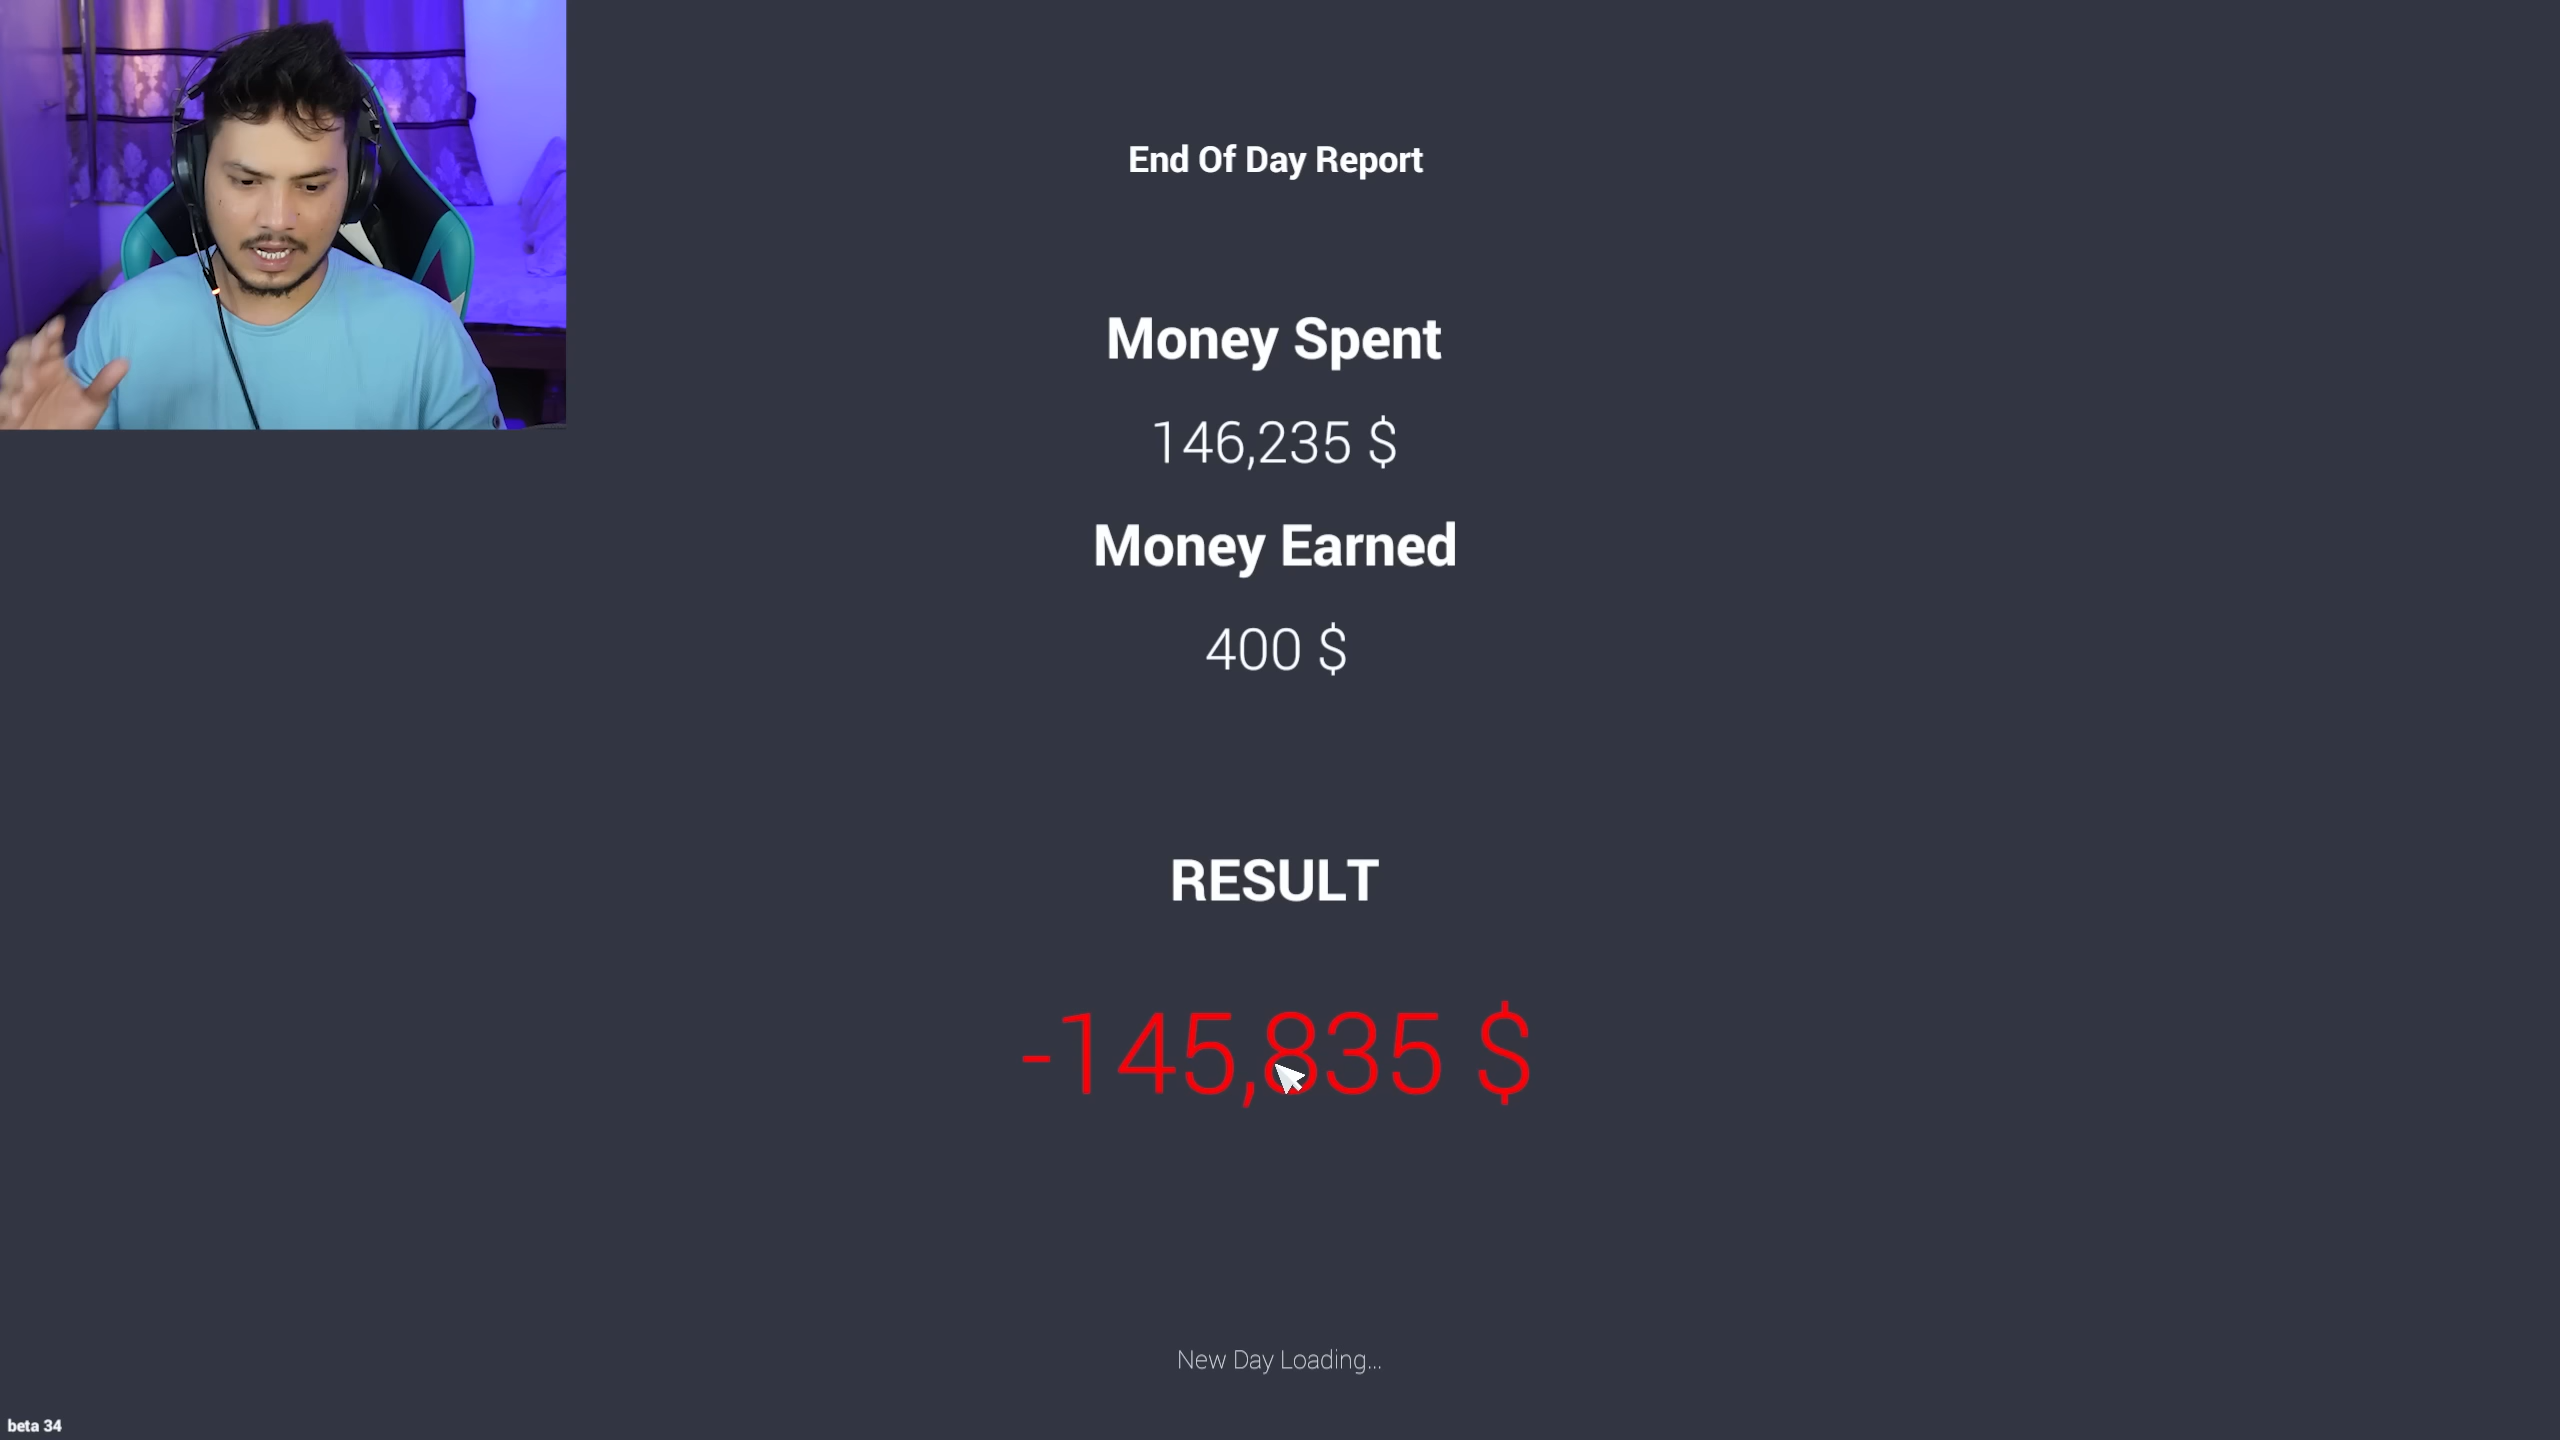 End Of Day Report
Money Spent
146,235 $
Money Earned
400 $
RESULT
-145,835 $
New Day Loading...
beta 34